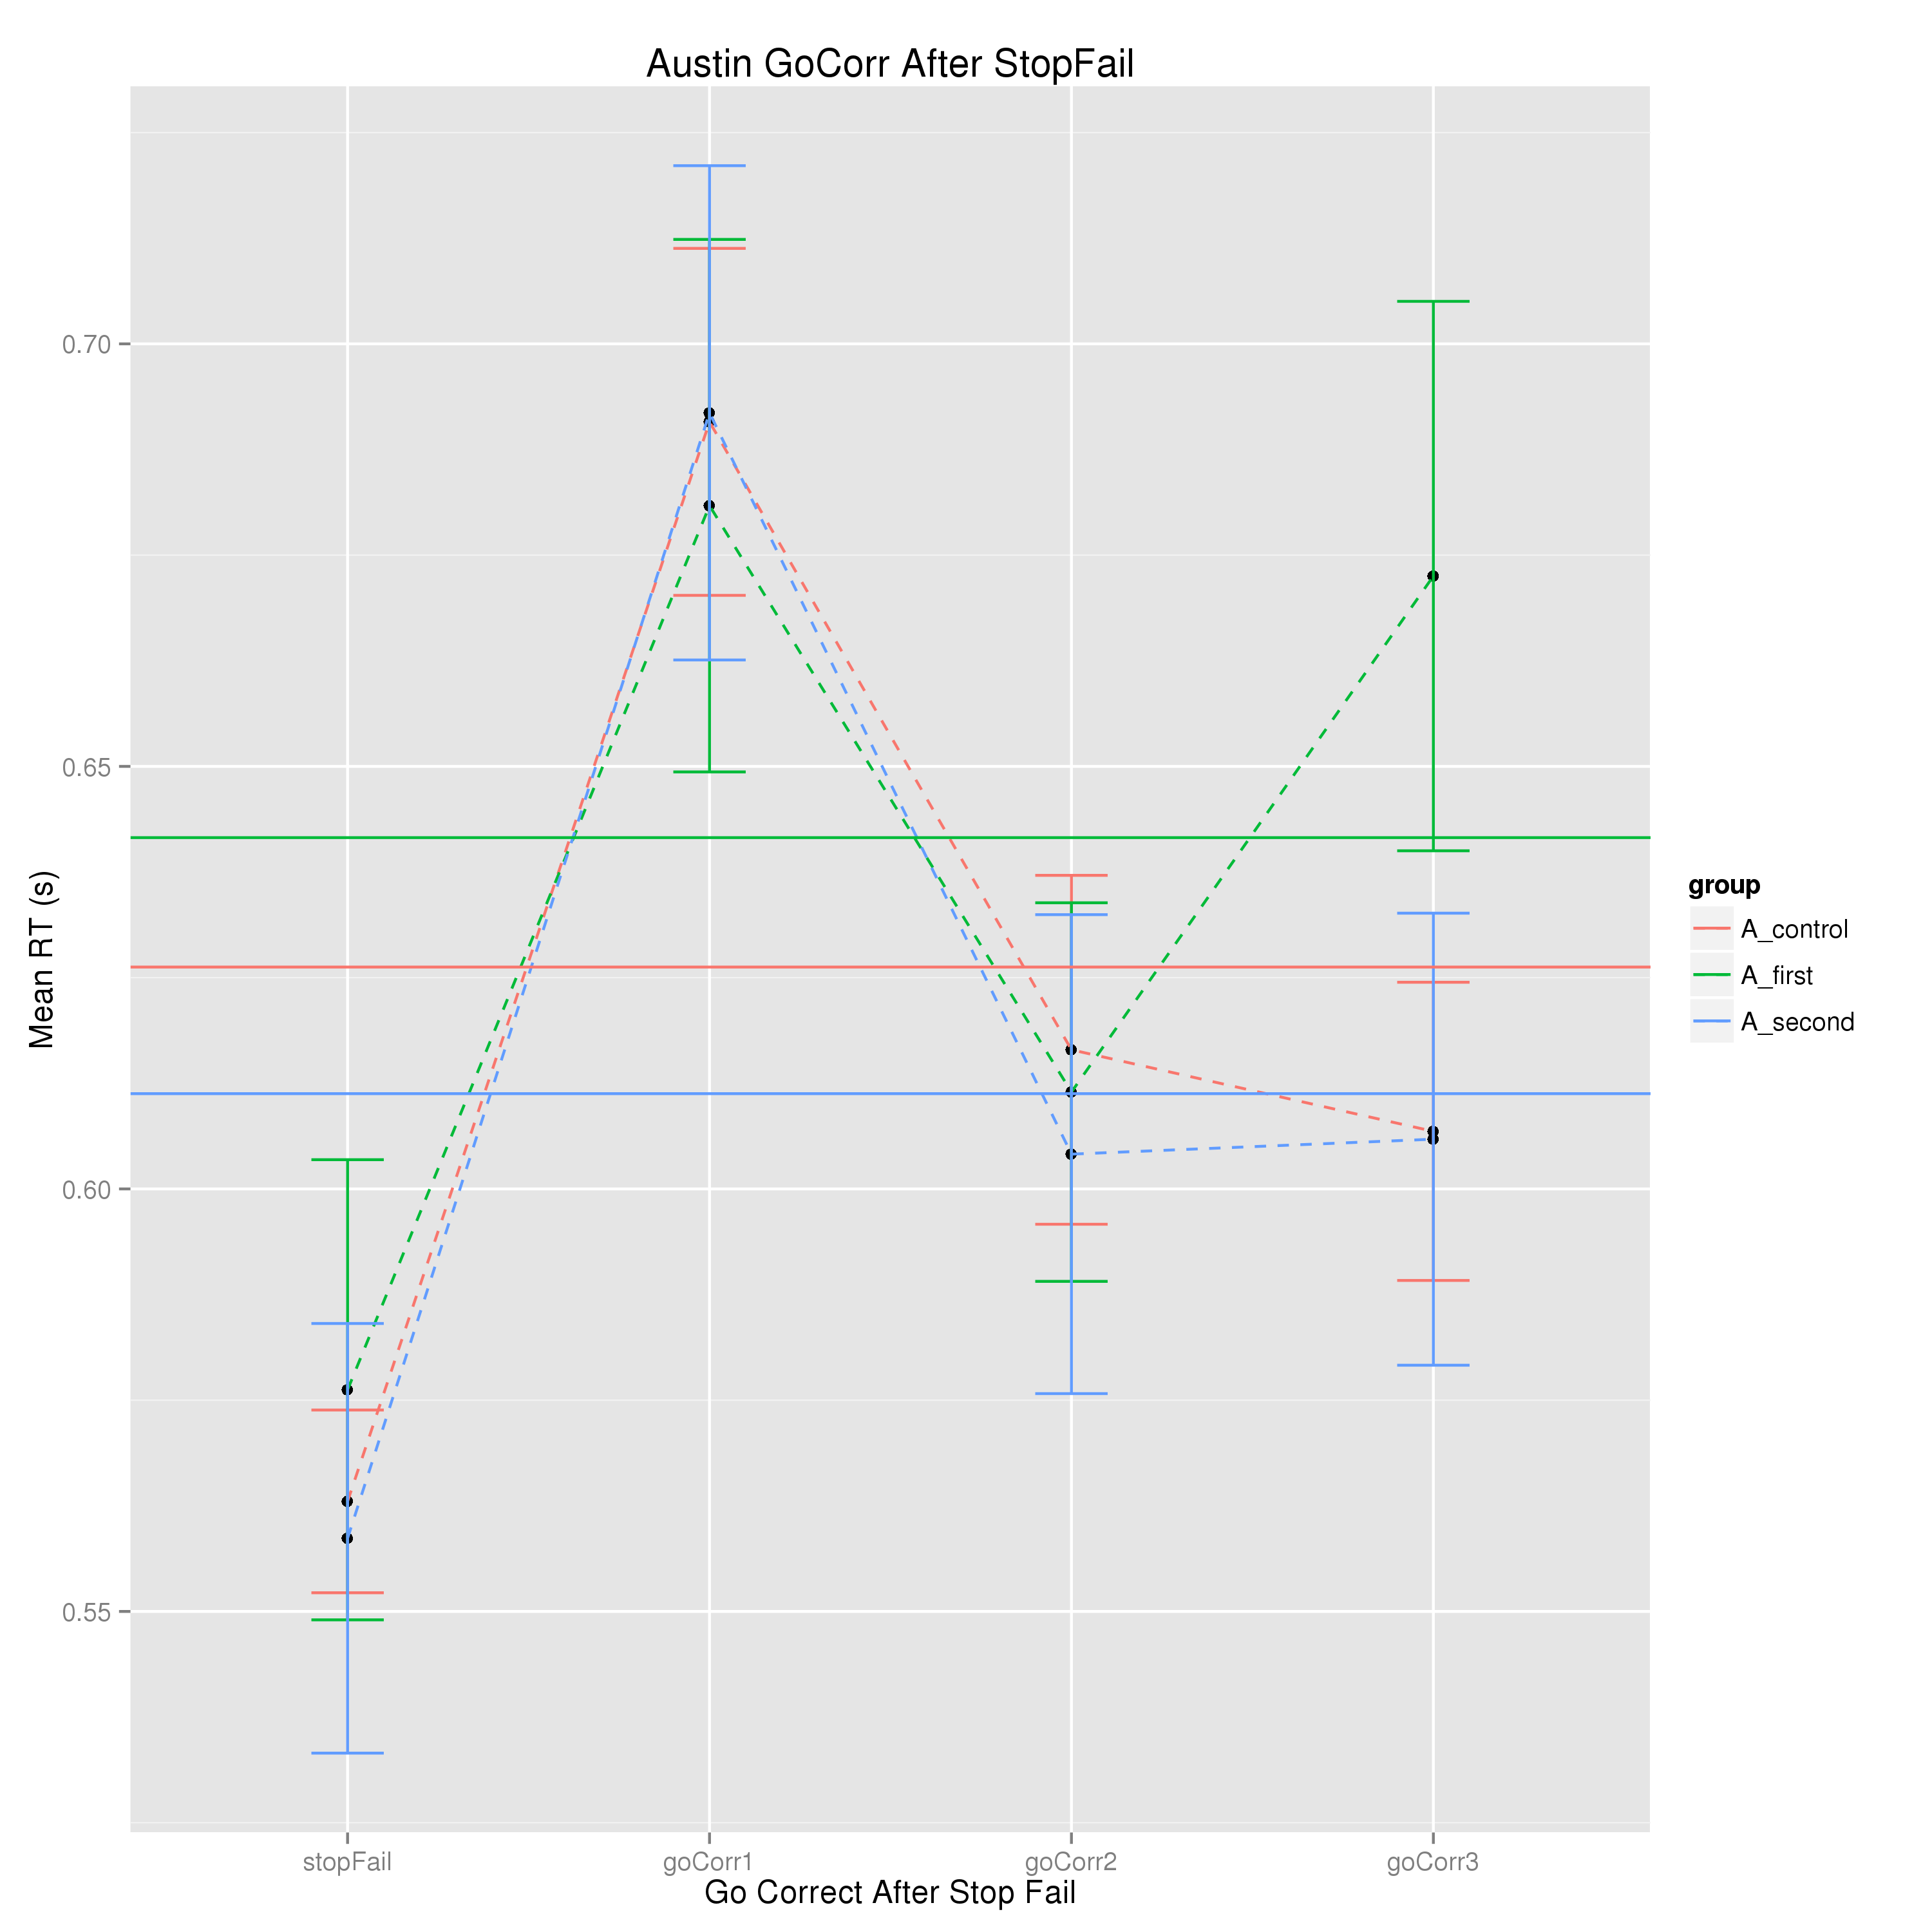 Austin GoCorr After StopFail
0.70
0.65
0.60
0.55
Mean RT (s)
stopFail
goCorr1
goCorr2
goCorr3
Go Correct After Stop Fail
group
A_control
A_first
A_second